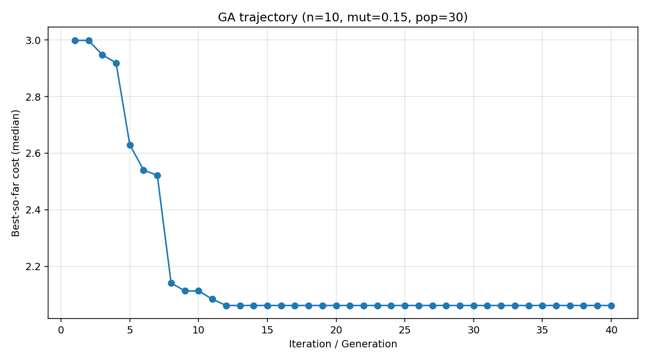 GA trajectory (n=10, mut=0.15, pop=30)
Best-so-far cost (median)
3.0
2.8
2.6
2.4
2.2
0 5 10 15 20 25 30 35 40
Iteration / Generation